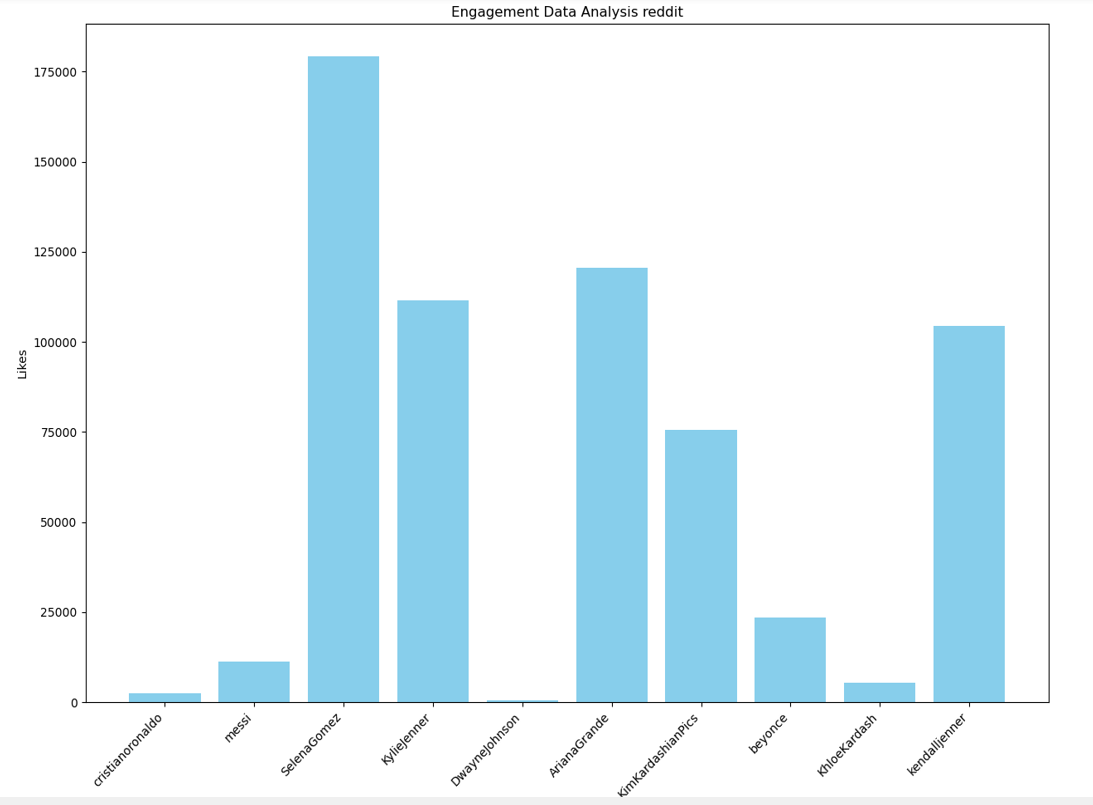 Engagement Data Analysis reddit
175000
150000
125000
100000
75000
50000
25000
0
Likes
cristianoronaldo
messi
SelenaGomez
KylieJenner
DwayneJohnson
ArianaGrande
KimKardashianPics
beyonce
KhloeKardash
kendalljenner